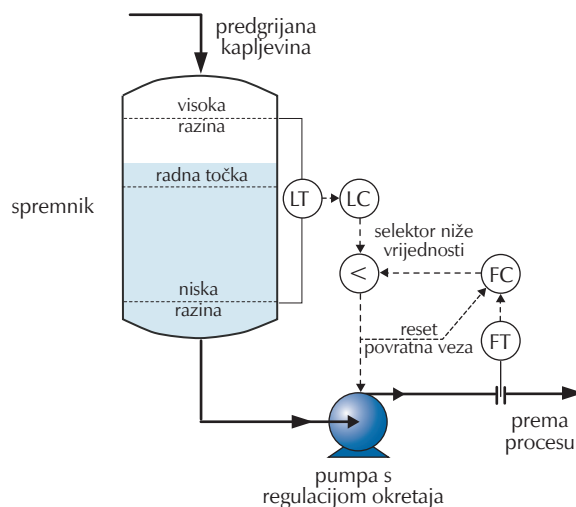 predgrijana
kapljevina
visoka
razina
radna točka
spremnik
LT
LC
selektor niže
vrijednosti
<
FC
niska
razina
reset
povratna veza
FT
prema
procesu
pumpa s
regulacijom okretaja